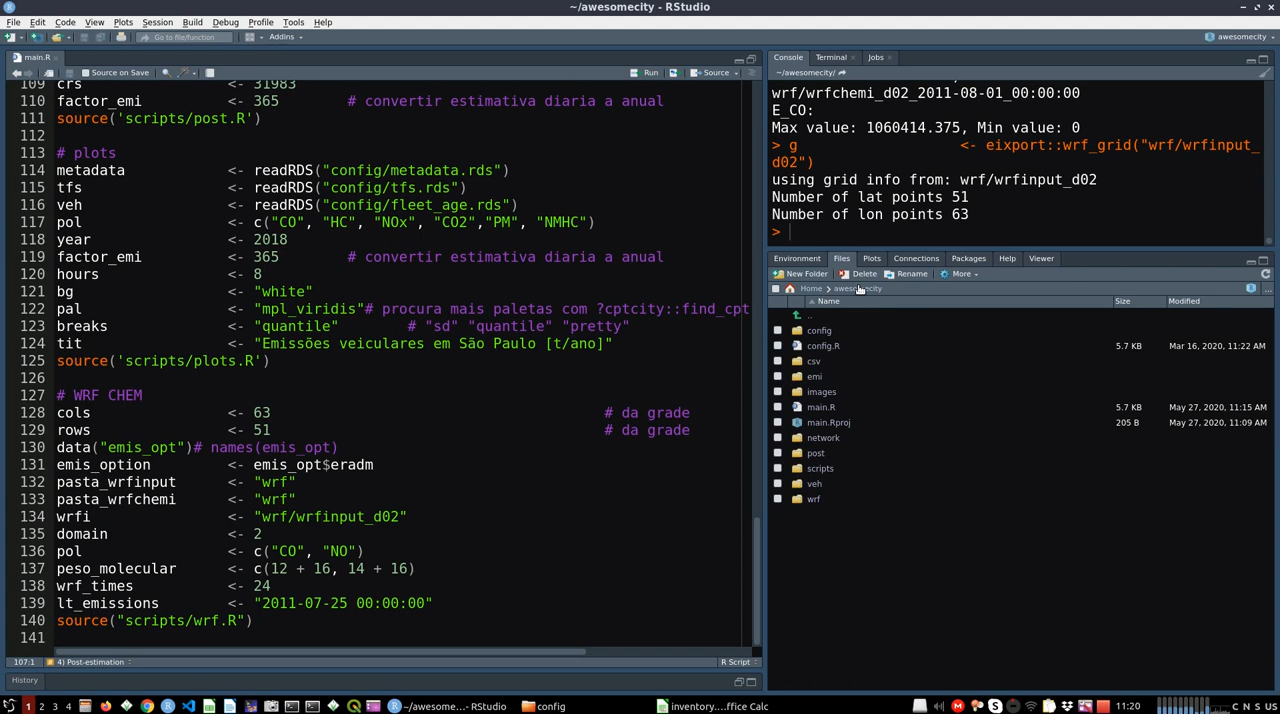 ~/awesomecity - RStudio
File Edit Code View Plots Session Build Debug Profile Tools Help
Go to file/function Addins awesomecity
main.R
Source on Save Run Source
109 crs <- 31983
110 factor_emi <- 365 # convertir estimativa diaria a anual
111 source('scripts/post.R')
112
113 # plots
114 metadata <- readRDS("config/metadata.rds")
115 tfs <- readRDS("config/tfs.rds")
116 veh <- readRDS("config/fleet_age.rds")
117 pol <- c("CO", "HC", "NOx", "CO2","PM", "NMHC")
118 year <- 2018
119 factor_emi <- 365 # convertir estimativa diaria a anual
120 hours <- 8
121 bg <- "white"
122 pal <- "mpl_viridis"# procura mais paletas com ?cptcity::find_cpt
123 breaks <- "quantile" # "sd" "quantile" "pretty"
124 tit <- "Emissões veiculares em São Paulo [t/ano]"
125 source('scripts/plots.R')
126
127 # WRF CHEM
128 cols <- 63 # da grade
129 rows <- 51 # da grade
130 data("emis_opt")# names(emis_opt)
131 emis_option <- emis_opt$eradm
132 pasta_wrfinput <- "wrf"
133 pasta_wrfchemi <- "wrf"
134 wrfi <- "wrf/wrfinput_d02"
135 domain <- 2
136 pol <- c("CO", "NO")
137 peso_molecular <- c(12 + 16, 14 + 16)
138 wrf_times <- 24
139 lt_emissions <- "2011-07-25 00:00:00"
140 source("scripts/wrf.R")
141
107:1 4) Post-estimation R Script
History
Console Terminal Jobs
~/awesomecity/
wrf/wrfchemi_d02_2011-08-01_00:00:00
E_CO:
Max value: 1060414.375, Min value: 0
> g <- eixport::wrf_grid("wrf/wrfinput_
d02")
using grid info from: wrf/wrfinput_d02
Number of lat points 51
Number of lon points 63
>
Environment Files Plots Connections Packages Help Viewer
New Folder Delete Rename More
Home awesomecity
Name Size Modified
..
config
config.R 5.7 KB Mar 16, 2020, 11:22 AM
csv
emi
images
main.R 5.7 KB May 27, 2020, 11:15 AM
main.Rproj 205 B May 27, 2020, 11:09 AM
network
post
scripts
veh
wrf
1 2 3 4 ~/awesomec...ty - RStudio config inventory....ffice Calc 11:20 C N S US